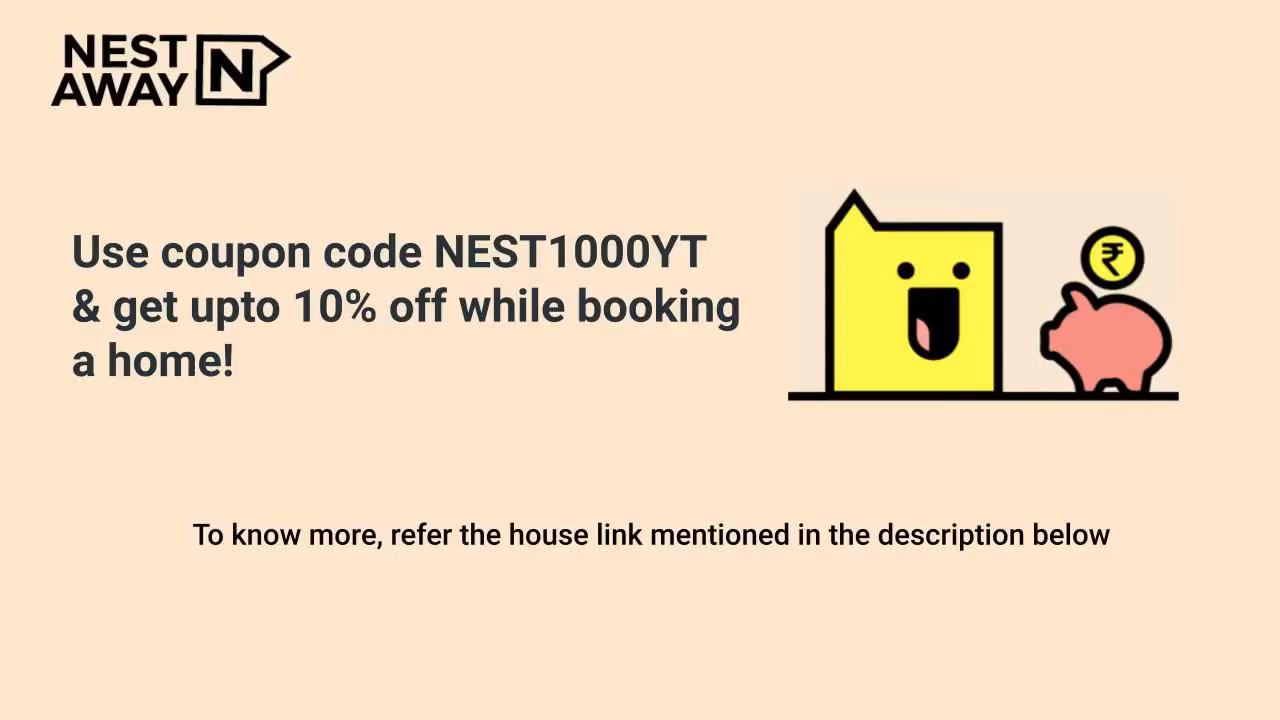 NEST
AWAY N
Use coupon code NEST1000YT
& get upto 10% off while booking
a home!
₹
To know more, refer the house link mentioned in the description below